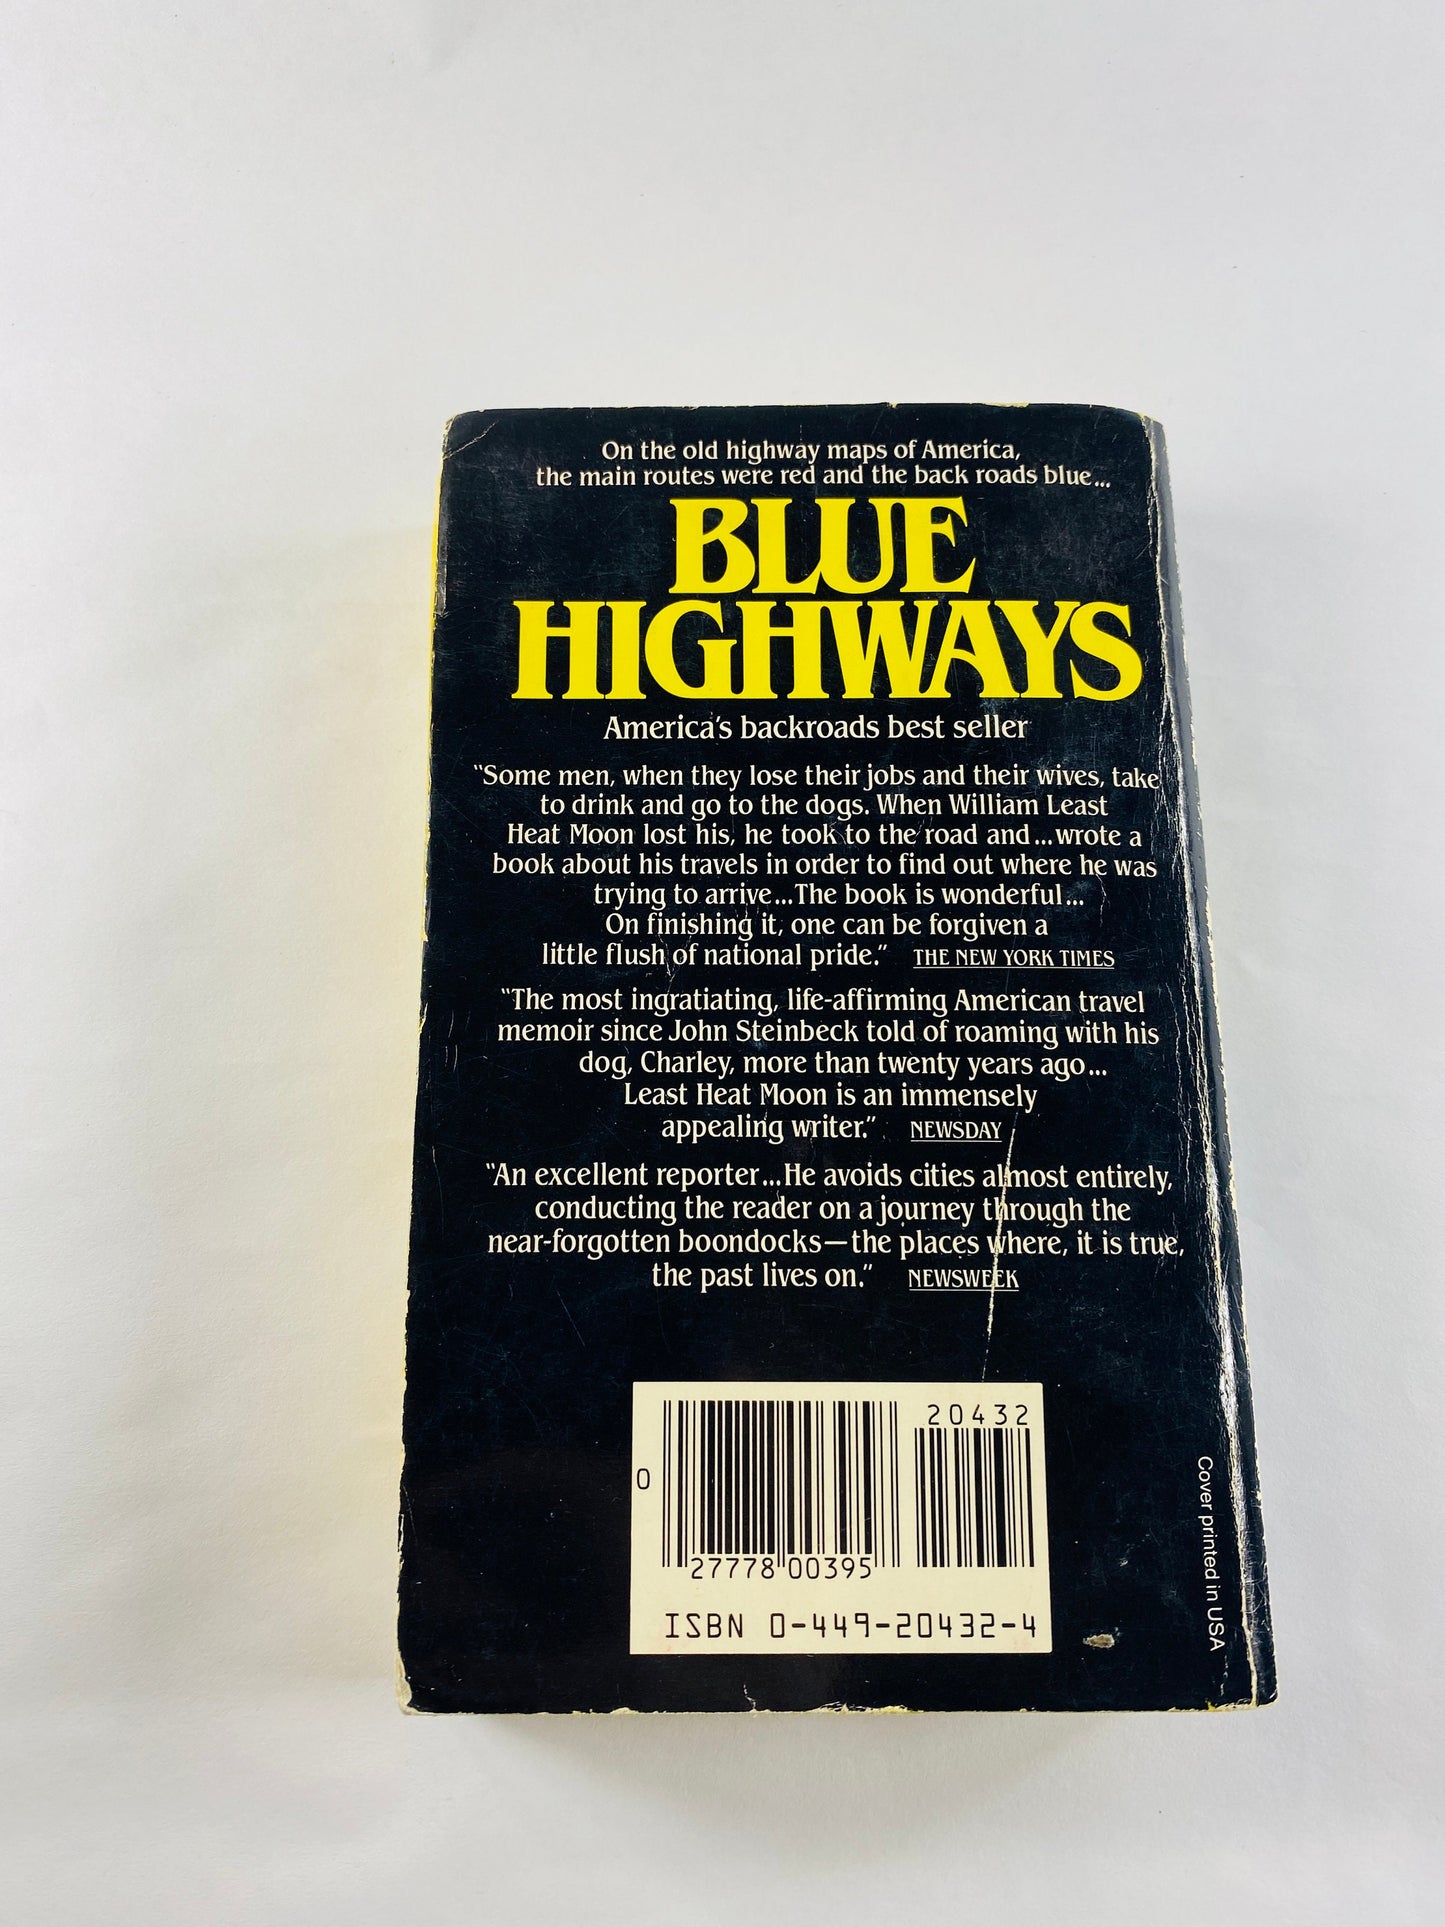 On the old highway maps of America,
the main routes were red and the back roads blue...
BLUE
HIGHWAYS
America's backroads best seller
"Some men, when they lose their jobs and their wives, take
to drink and go to the dogs. When William Least
Heat Moon lost his, he took to the road and...wrote a
book about his travels in order to find out where he was
trying to arrive...The book is wonderful...
On finishing it, one can be forgiven a
little flush of national pride." THE NEW YORK TIMES
"The most ingratiating, life-affirming American travel
memoir since John Steinbeck told of roaming with his
dog, Charley, more than twenty years ago...
Least Heat Moon is an immensely
appealing writer." NEWSDAY
"An excellent reporter...He avoids cities almost entirely,
conducting the reader on a journey through the
near-forgotten boondocks—the places where, it is true,
the past lives on." NEWSWEEK
20432
0
27778 00395
ISBN 0-449-20432-4
Cover printed in USA